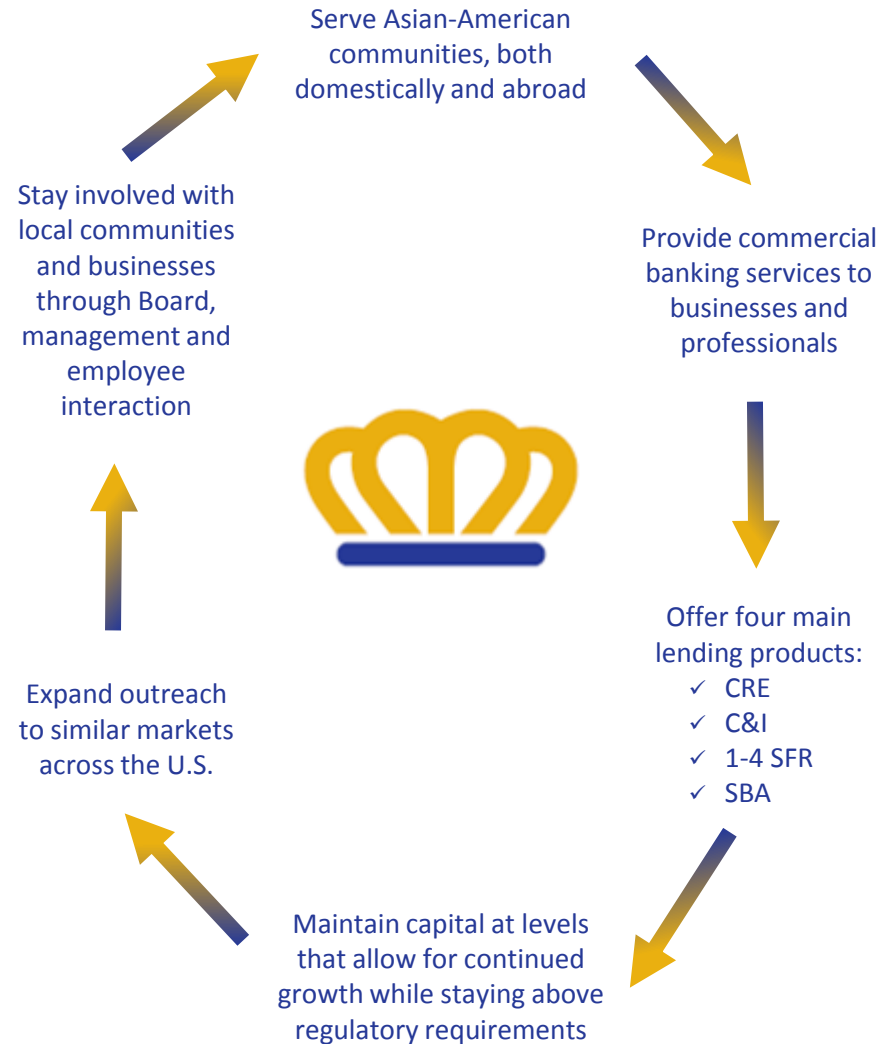 Serve Asian-American
communities, both
domestically and abroad
Provide commercial
banking services to
businesses and
professionals
Offer four main
lending products:
✓ CRE
✓ C&I
✓ 1-4 SFR
✓ SBA
Maintain capital at levels
that allow for continued
growth while staying above
regulatory requirements
Expand outreach
to similar markets
across the U.S.
Stay involved with
local communities
and businesses
through Board,
management and
employee
interaction